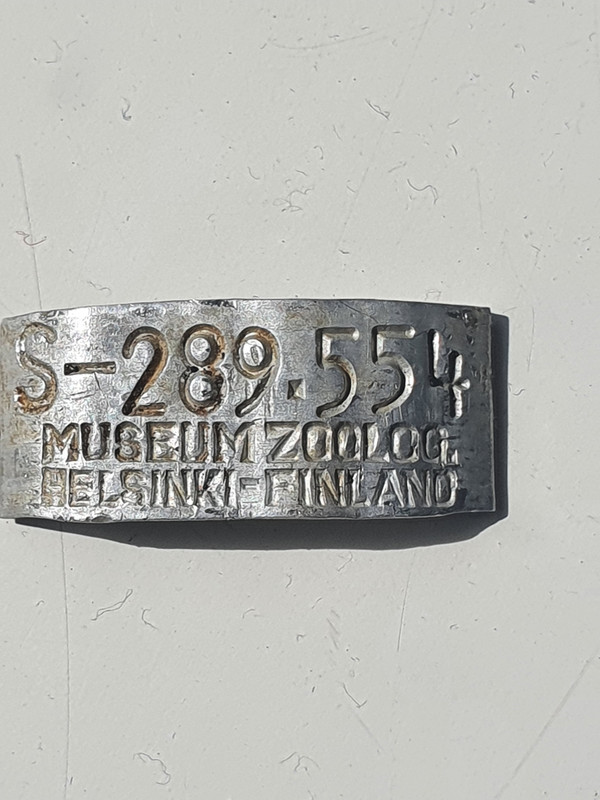 S-289.554
MUSEUM ZOOLOG.
HELSINKI-FINLAND